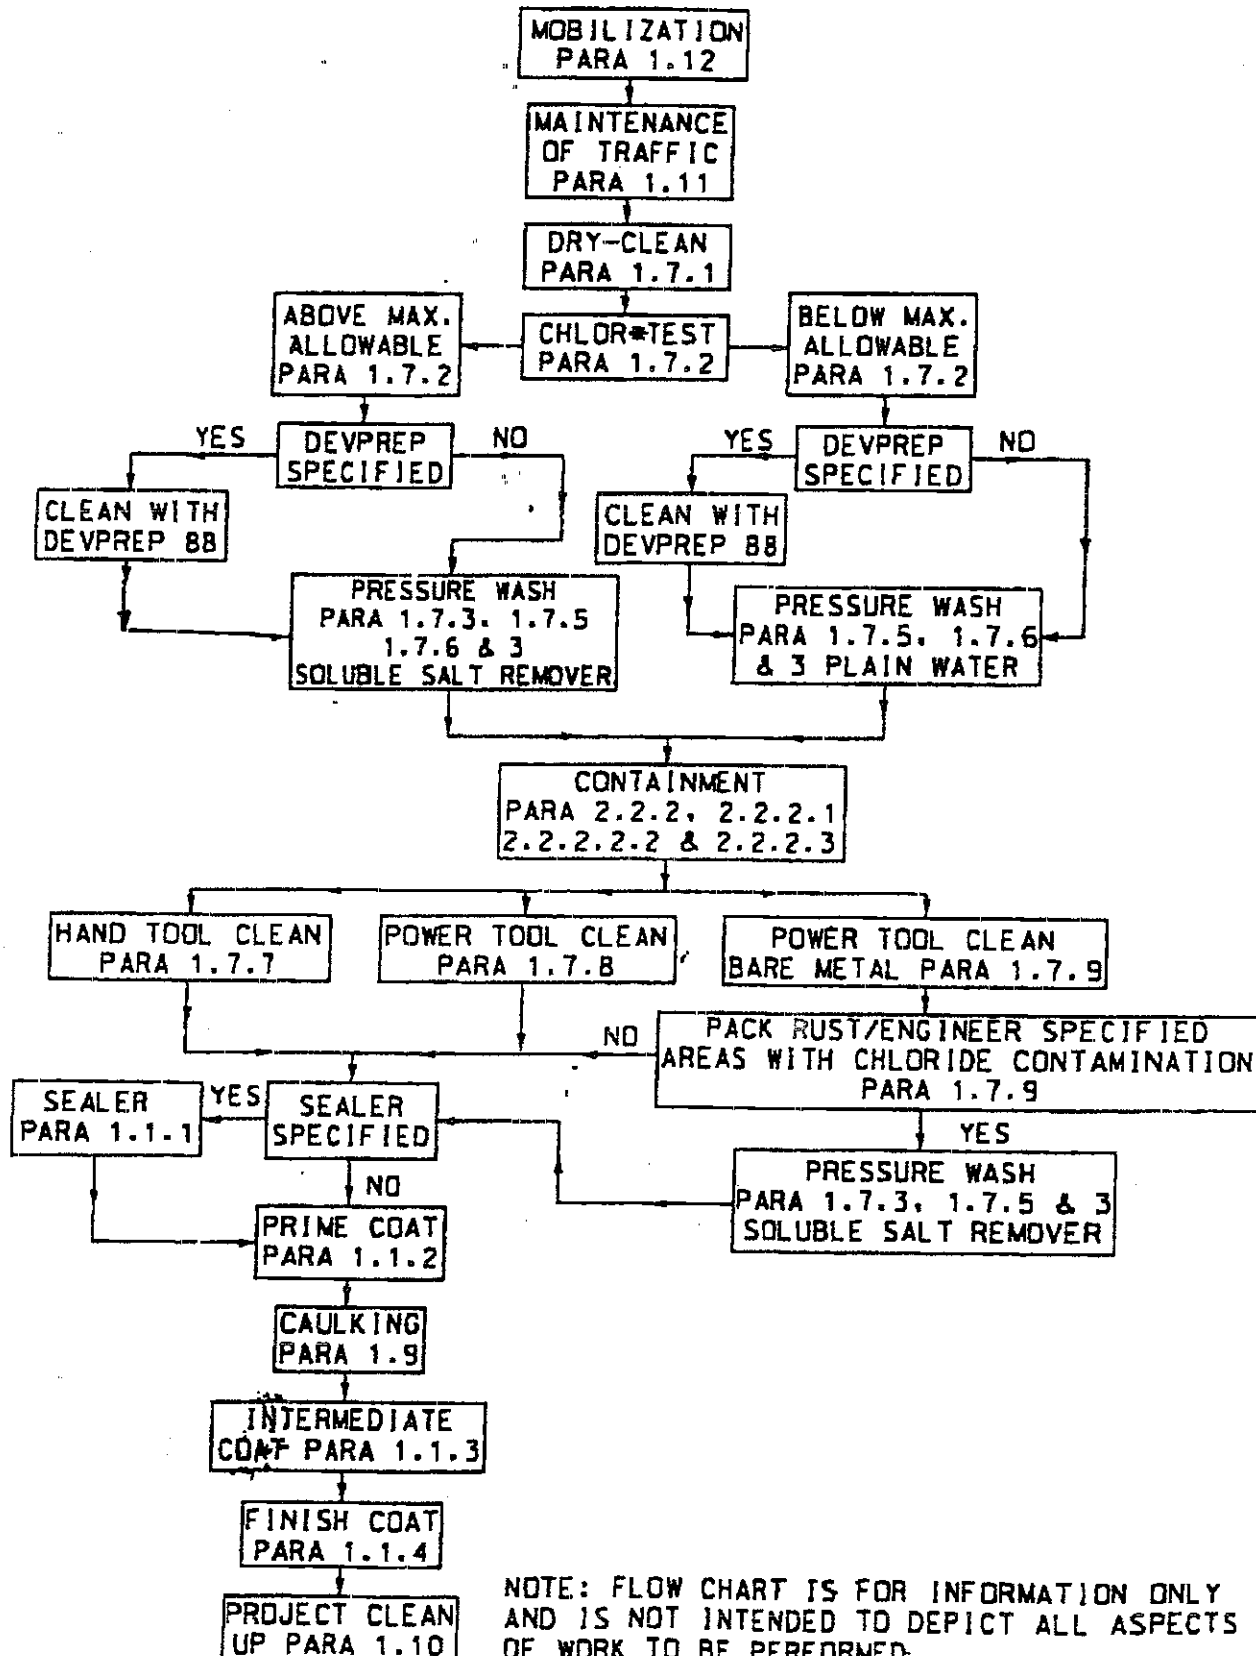 MOBILIZATION
PARA 1.12
MAINTENANCE
OF TRAFFIC
PARA 1.11
DRY-CLEAN
PARA 1.7.1
ABOVE MAX.
ALLOWABLE
PARA 1.7.2
CHLOR*TEST
PARA 1.7.2
BELOW MAX.
ALLOWABLE
PARA 1.7.2
YES
DEVPREP
SPECIFIED
NO
YES
DEVPREP
SPECIFIED
NO
CLEAN WITH
DEVPREP 88
CLEAN WITH
DEVPREP 88
PRESSURE WASH
PARA 1.7.3. 1.7.5
1.7.6 & 3
SOLUBLE SALT REMOVER
PRESSURE WASH
PARA 1.7.5. 1.7.6
& 3 PLAIN WATER
CONTAINMENT
PARA 2.2.2. 2.2.2.1
2.2.2.2.2 & 2.2.2.3
HAND TOOL CLEAN
PARA 1.7.7
POWER TOOL CLEAN
PARA 1.7.8
POWER TOOL CLEAN
BARE METAL PARA 1.7.9
NO
PACK RUST/ENGINEER SPECIFIED
AREAS WITH CHLORIDE CONTAMINATION
PARA 1.7.9
SEALER
PARA 1.1.1
YES
SEALER
SPECIFIED
YES
NO
PRESSURE WASH
PARA 1.7.3. 1.7.5 & 3
SOLUBLE SALT REMOVER
PRIME COAT
PARA 1.1.2
CAULKING
PARA 1.9
INTERMEDIATE
COAT PARA 1.1.3
FINISH COAT
PARA 1.1.4
PROJECT CLEAN
UP PARA 1.10
NOTE: FLOW CHART IS FOR INFORMATION ONLY
AND IS NOT INTENDED TO DEPICT ALL ASPECTS
OF WORK TO BE PERFORMED.